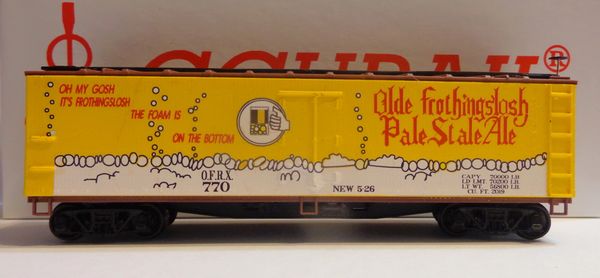 OH MY GOSH
IT'S FROTHINGSLOSH
THE FOAM IS
ON THE BOTTOM
Olde Frothingslosh
Pale Stale Ale
O.F.R.X.
770
NEW 5-26
CAPY 70000 LB
LD LMT 70200 LB
LT WT 56800 LB
CU. FT. 2019